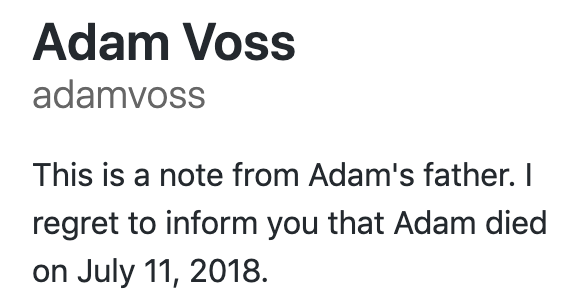 Adam Voss
adamvoss
This is a note from Adam's father. I
regret to inform you that Adam died
on July 11, 2018.